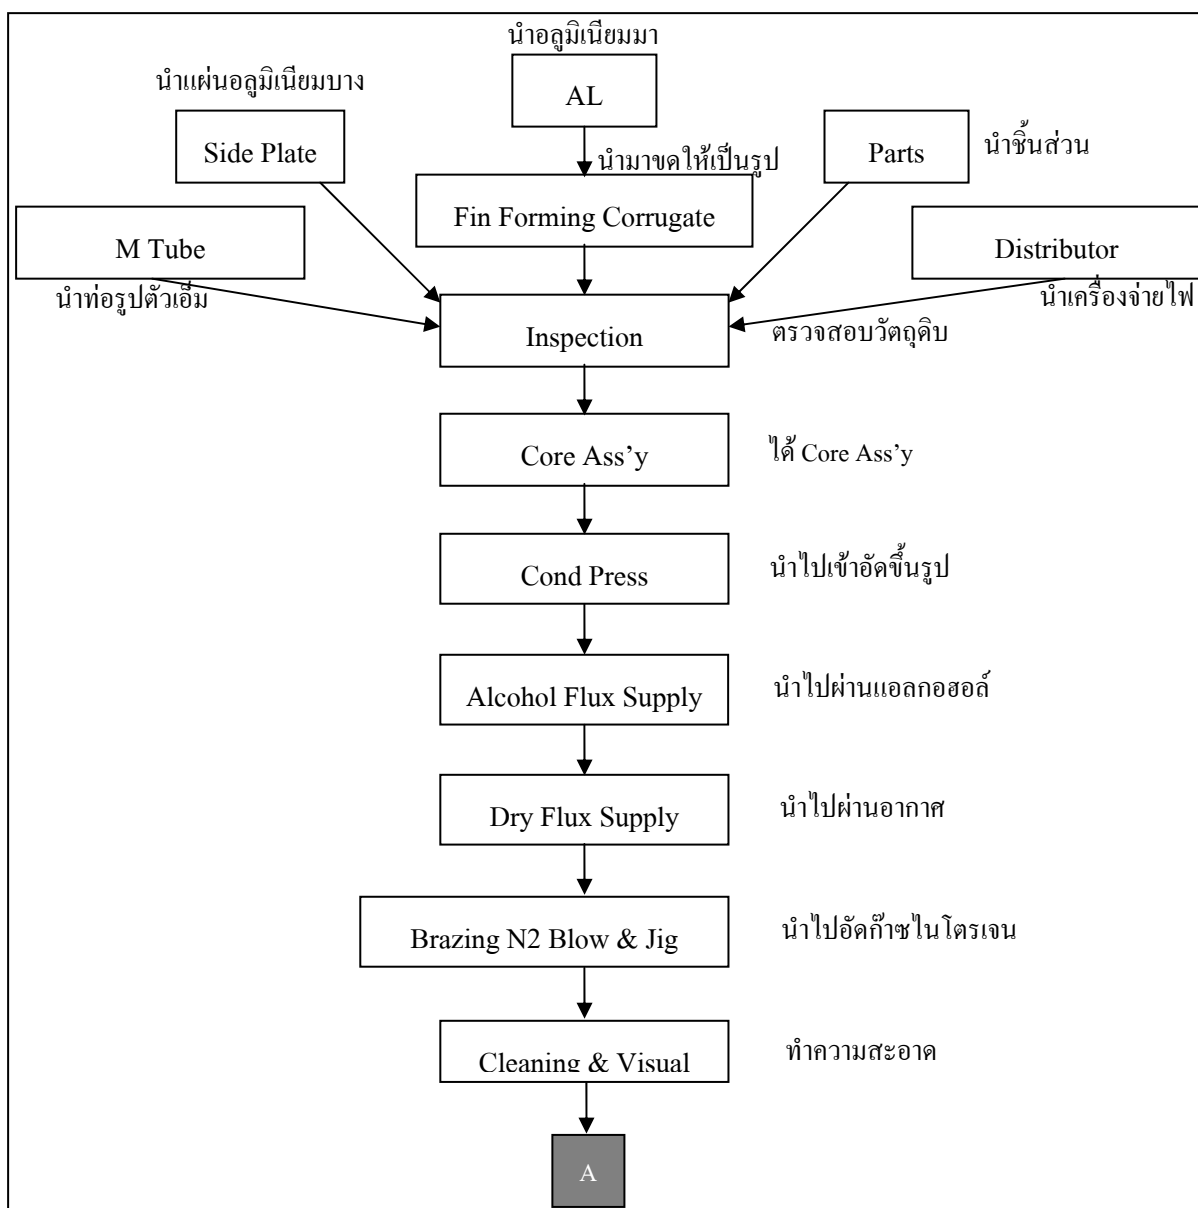 นำอลูมิเนียมมา
AL
นำแผ่นอลูมิเนียมบาง
Side Plate
Parts
นำชิ้นส่วน
นำมาขดให้เป็นรูป
Fin Forming Corrugate
M Tube
Distributor
นำท่อรูปตัวเอ็ม
นำเครื่องจ่ายไฟ
Inspection
ตรวจสอบวัตถุดิบ
Core Ass’y
ได้ Core Ass’y
Cond Press
นำไปเข้าอัดขึ้นรูป
Alcohol Flux Supply
นำไปผ่านแอลกอฮอล์
Dry Flux Supply
นำไปผ่านอากาศ
Brazing N2 Blow & Jig
นำไปอัดก๊าซไนโตรเจน
Cleaning & Visual
ทำความสะอาด
A